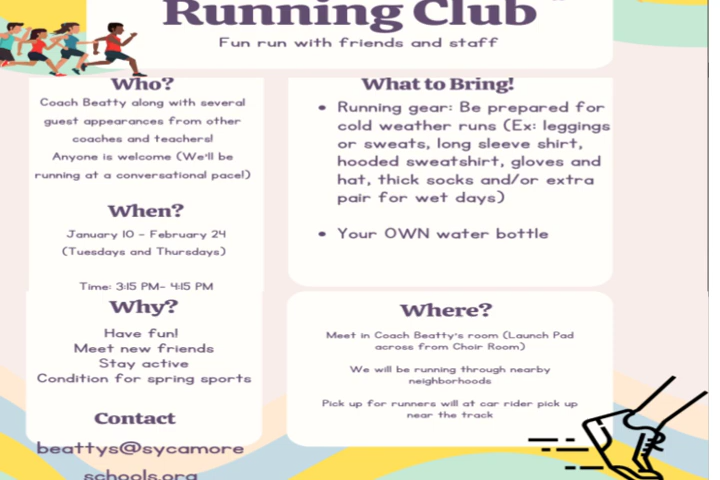 Running Club
Fun run with friends and staff
Who?
Coach Beatty along with several
guest appearances from other
coaches and teachers!
Anyone is welcome (We'll be
running at a conversational pace!)
When?
January 10 - February 24
(Tuesdays and Thursdays)
Time: 3:15 PM- 4:15 PM
Why?
Have fun!
Meet new friends
Stay active
Condition for spring sports
Contact
beattys@sycamore
schools.org
What to Bring!
• Running gear: Be prepared for
cold weather runs (Ex: leggings
or sweats, long sleeve shirt,
hooded sweatshirt, gloves and
hat, thick socks and/or extra
pair for wet days)
• Your OWN water bottle
Where?
Meet in Coach Beatty's room (Launch Pad
across from Choir Room)
We will be running through nearby
neighborhoods
Pick up for runners will at car rider pick up
near the track